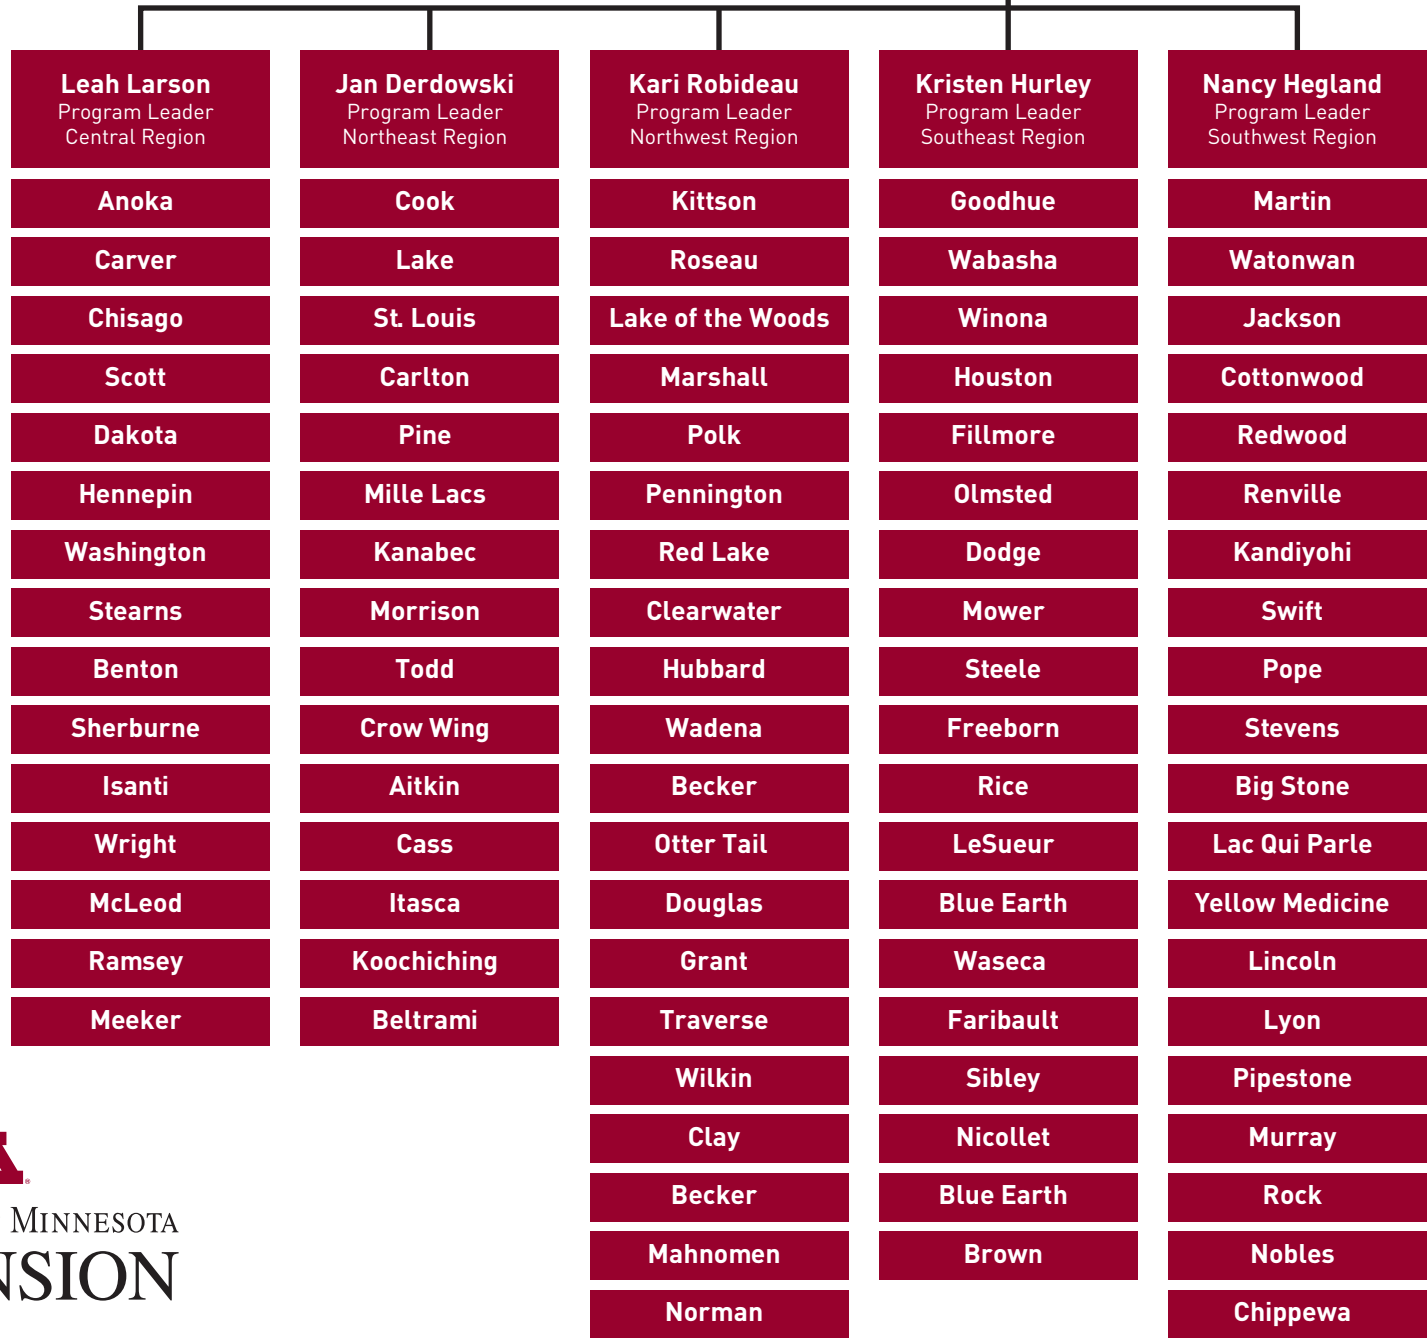 Leah Larson
Program Leader
Central Region
Anoka
Carver
Chisago
Scott
Dakota
Hennepin
Washington
Stearns
Benton
Sherburne
Isanti
Wright
McLeod
Ramsey
Meeker
Jan Derdowski
Program Leader
Northeast Region
Cook
Lake
St. Louis
Carlton
Pine
Mille Lacs
Kanabec
Morrison
Todd
Crow Wing
Aitkin
Cass
Itasca
Koochiching
Beltrami
Kari Robideau
Program Leader
Northwest Region
Kittson
Roseau
Lake of the Woods
Marshall
Polk
Pennington
Red Lake
Clearwater
Hubbard
Wadena
Becker
Otter Tail
Douglas
Grant
Traverse
Wilkin
Clay
Becker
Mahnomen
Norman
Kristen Hurley
Program Leader
Southeast Region
Goodhue
Wabasha
Winona
Houston
Fillmore
Olmsted
Dodge
Mower
Steele
Freeborn
Rice
LeSueur
Blue Earth
Waseca
Faribault
Sibley
Nicollet
Blue Earth
Brown
Nancy Hegland
Program Leader
Southwest Region
Martin
Watonwan
Jackson
Cottonwood
Redwood
Renville
Kandiyohi
Swift
Pope
Stevens
Big Stone
Lac Qui Parle
Yellow Medicine
Lincoln
Lyon
Pipestone
Murray
Rock
Nobles
Chippewa
®
MINNESOTA
NSION